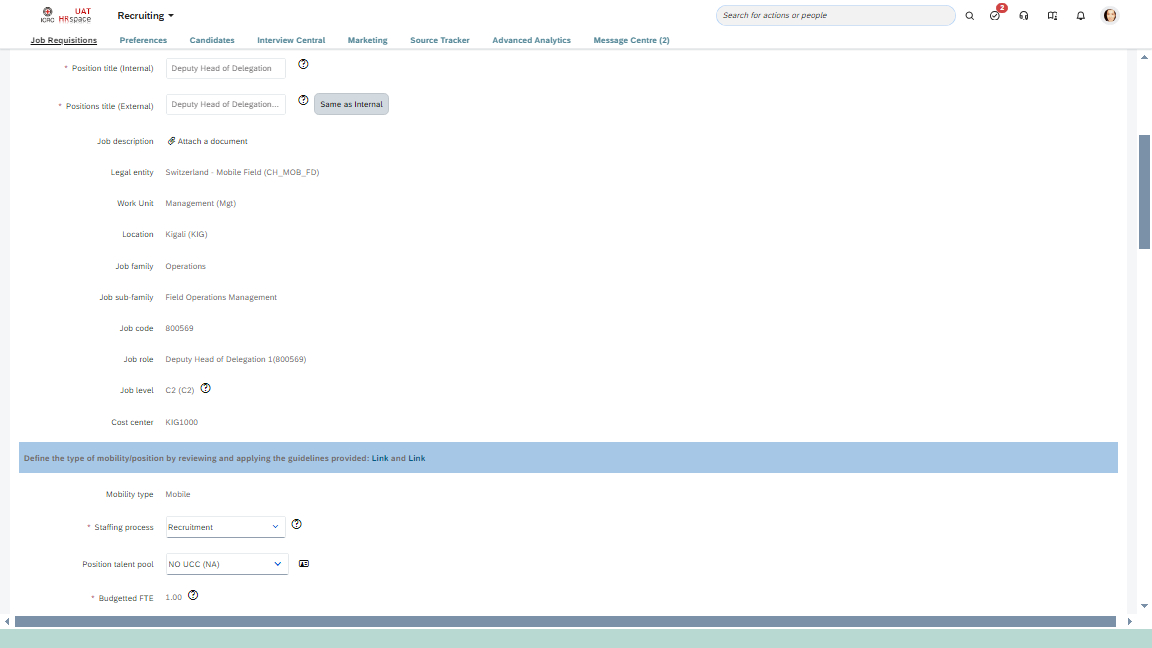 UAT
ICRC HRspace
Recruiting
Search for actions or people
2
Job Requisitions Preferences Candidates Interview Central Marketing Source Tracker Advanced Analytics Message Centre (2)
* Position title (Internal) Deputy Head of Delegation
* Positions title (External) Deputy Head of Delegation... Same as Internal
Job description Attach a document
Legal entity Switzerland - Mobile Field (CH_MOB_FD)
Work Unit Management (Mgt)
Location Kigali (KIG)
Job family Operations
Job sub-family Field Operations Management
Job code 800569
Job role Deputy Head of Delegation 1(800569)
Job level C2 (C2)
Cost center KIG1000
Define the type of mobility/position by reviewing and applying the guidelines provided: Link and Link
Mobility type Mobile
* Staffing process Recruitment
Position talent pool NO UCC (NA)
* Budgetted FTE 1.00